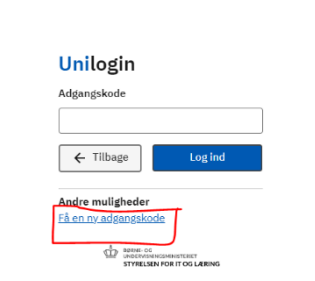 Unilogin
Adgangskode
← Tilbage
Log ind
Andre muligheder
Få en ny adgangskode
BØRNE- OG
UNDERVISNINGSMINISTERIET
STYRELSEN FOR IT OG LÆRING